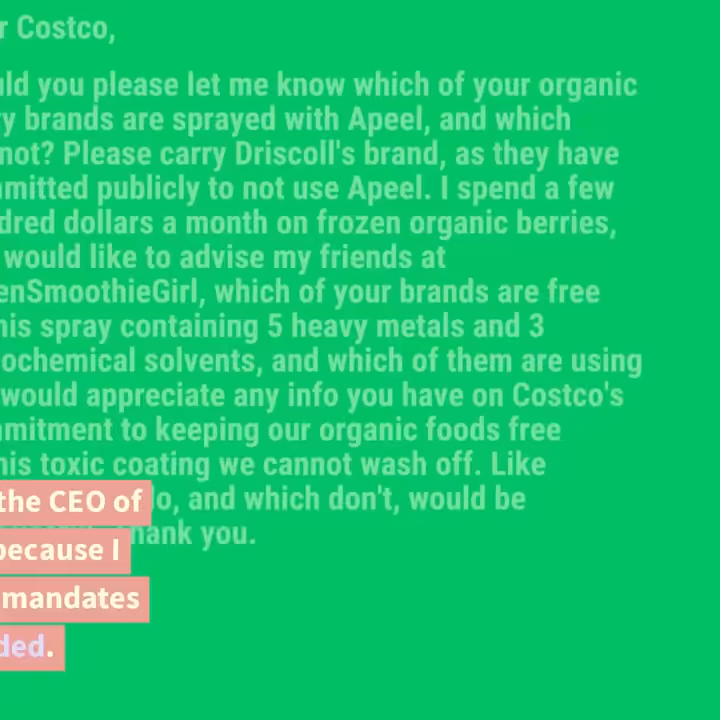 r Costco,
uld you please let me know which of your organic
ry brands are sprayed with Apeel, and which
not? Please carry Driscoll's brand, as they have
mmitted publicly to not use Apeel. I spend a few
dred dollars a month on frozen organic berries,
would like to advise my friends at
enSmoothieGirl, which of your brands are free
his spray containing 5 heavy metals and 3
ochemical solvents, and which of them are using
would appreciate any info you have on Costco's
mmitment to keeping our organic foods free
his toxic coating we cannot wash off. Like
lo, and which don't, would be
hank you.
the CEO of
because I
mandates
ded.